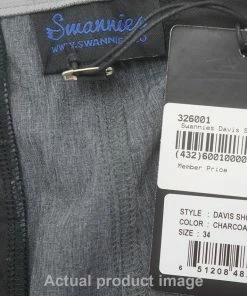 Swannies
WWW.SWANNIES.CO
326001
Swannies Davis S
(432)60010000
Member Price
STYLE : DAVIS SHO
COLOR : CHARCOA
SIZE : 34
6 51208 48
Actual product image